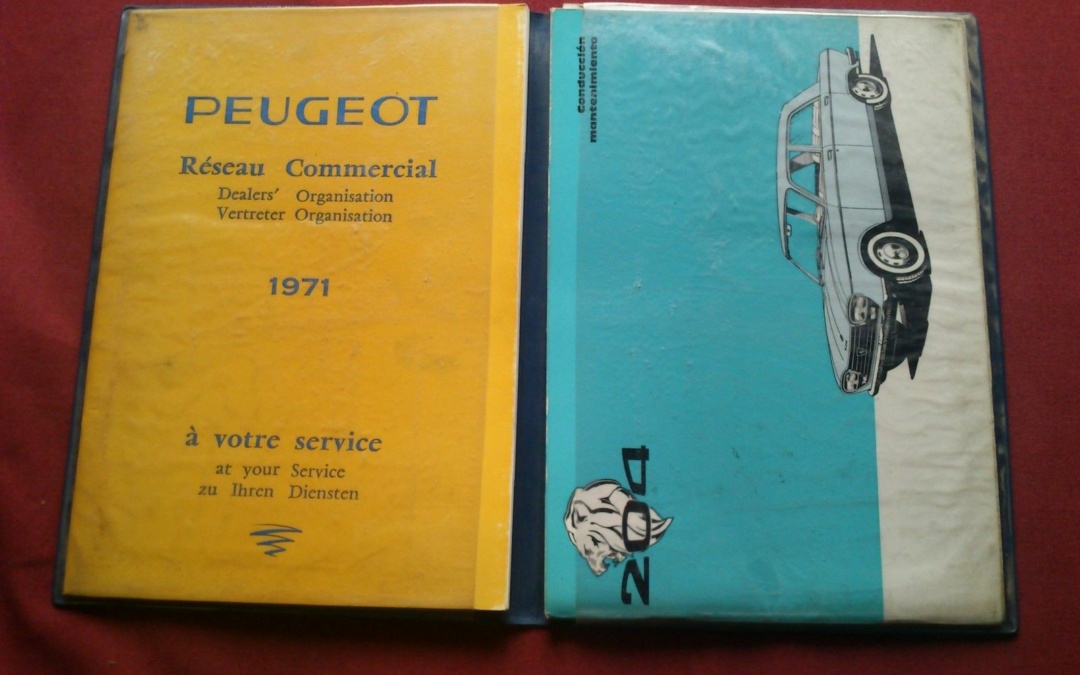 PEUGEOT
Réseau Commercial
Dealers' Organisation
Vertreter Organisation
1971
à votre service
at your Service
zu Ihren Diensten
Conducción
mantenimiento
204